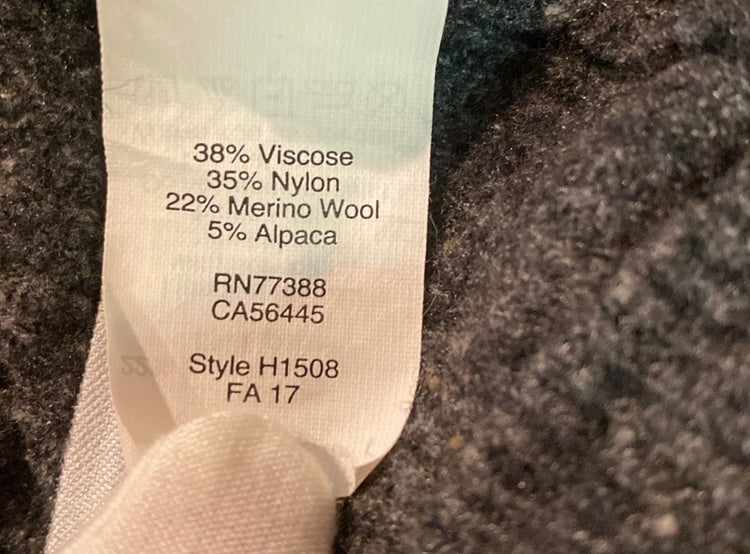 38% Viscose
35% Nylon
22% Merino Wool
5% Alpaca
RN77388
CA56445
Style H1508
FA 17